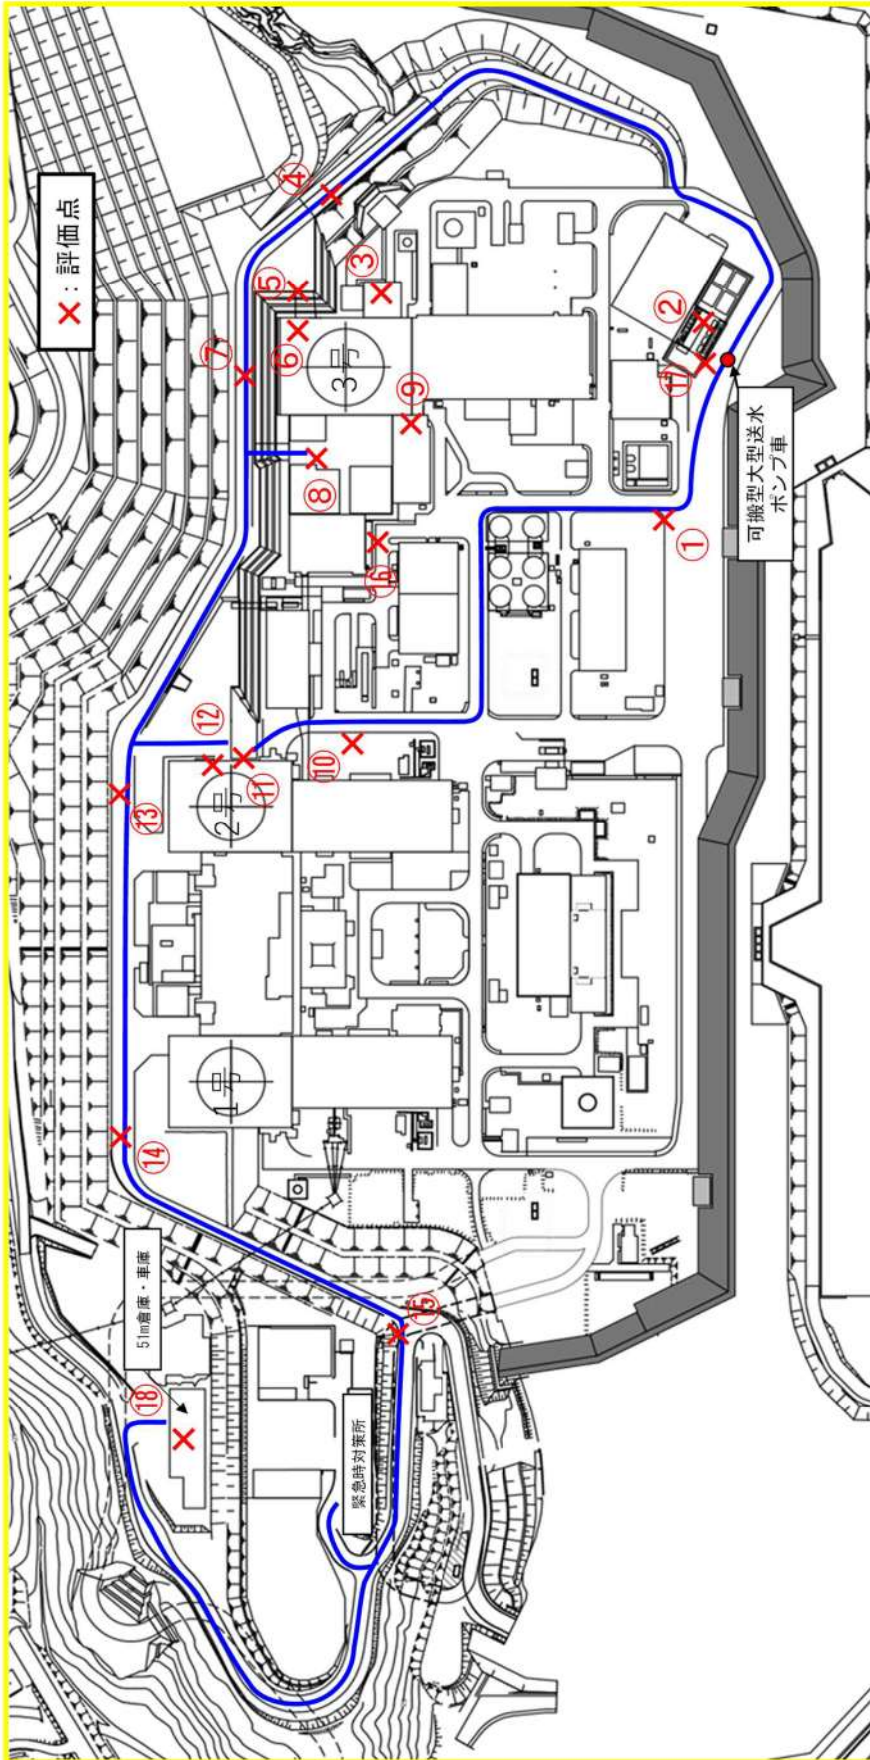 ×：評価点
④
⑤
③
⑦
⑥
3号
②
⑰
⑨
⑧
可搬型大型送水
ポンプ車
①
⑯
⑫
⑪
⑩
2号
⑬
1号
⑭
51m倉庫・車庫
⑮
⑱
緊急時対策所